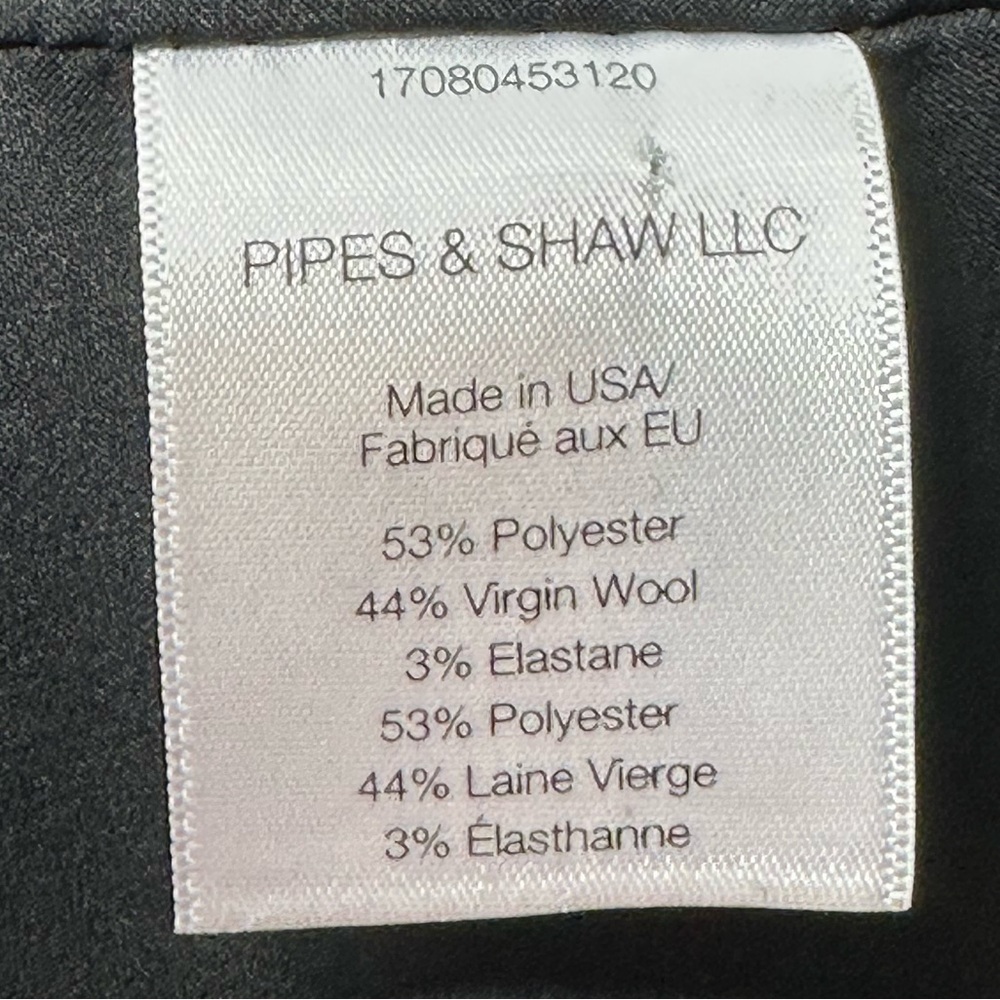 17080453120
PIPES & SHAW LLC
Made in USA/
Fabriqué aux EU
53% Polyester
44% Virgin Wool
3% Elastane
53% Polyester
44% Laine Vierge
3% Élasthanne